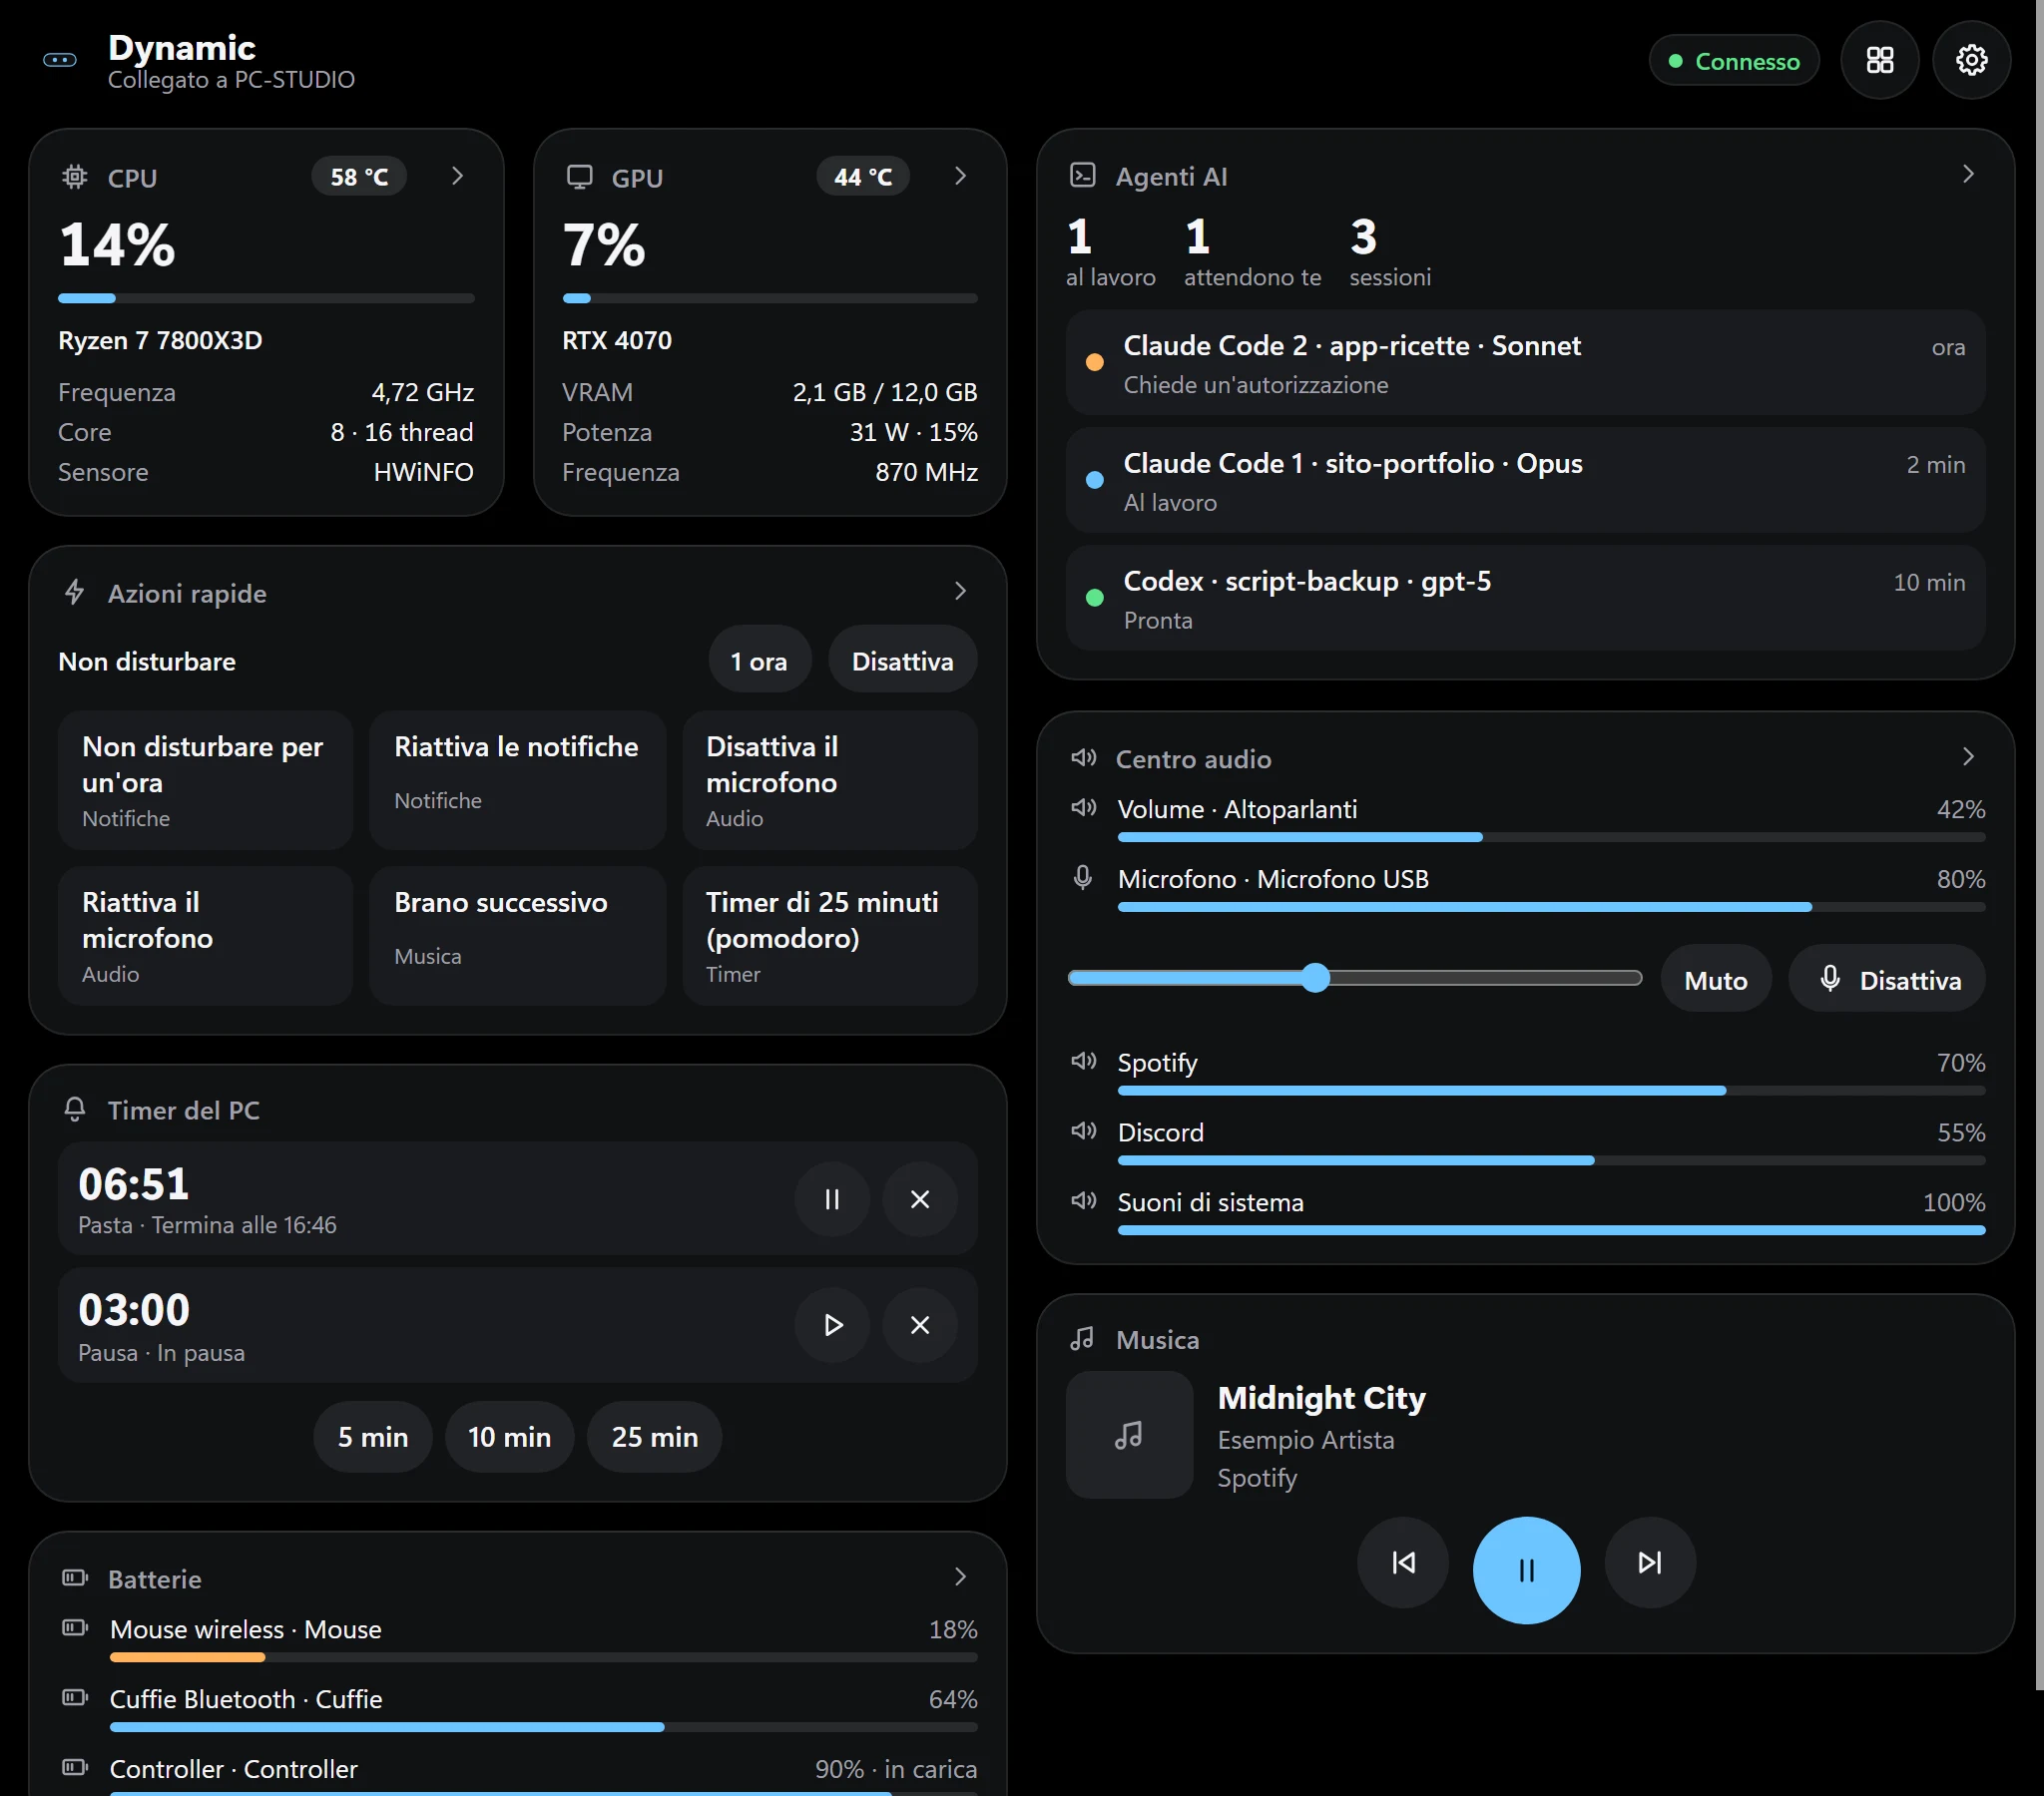 Dynamic
Collegato a PC-STUDIO
Connesso
CPU
58 °C
14%
Ryzen 7 7800X3D
Frequenza 4,72 GHz
Core 8 · 16 thread
Sensore HWiNFO
GPU
44 °C
7%
RTX 4070
VRAM 2,1 GB / 12,0 GB
Potenza 31 W · 15%
Frequenza 870 MHz
Azioni rapide
Non disturbare 1 ora Disattiva
Non disturbare per
un'ora
Notifiche
Riattiva le notifiche
Notifiche
Disattiva il
microfono
Audio
Riattiva il
microfono
Audio
Brano successivo
Musica
Timer di 25 minuti
(pomodoro)
Timer
Timer del PC
06:51
Pasta · Termina alle 16:46
03:00
Pausa · In pausa
5 min 10 min 25 min
Batterie
Mouse wireless · Mouse 18%
Cuffie Bluetooth · Cuffie 64%
Controller · Controller 90% · in carica
Agenti AI
1 1 3
al lavoro attendono te sessioni
Claude Code 2 · app-ricette · Sonnet ora
Chiede un'autorizzazione
Claude Code 1 · sito-portfolio · Opus 2 min
Al lavoro
Codex · script-backup · gpt-5 10 min
Pronta
Centro audio
Volume · Altoparlanti 42%
Microfono · Microfono USB 80%
Muto Disattiva
Spotify 70%
Discord 55%
Suoni di sistema 100%
Musica
Midnight City
Esempio Artista
Spotify